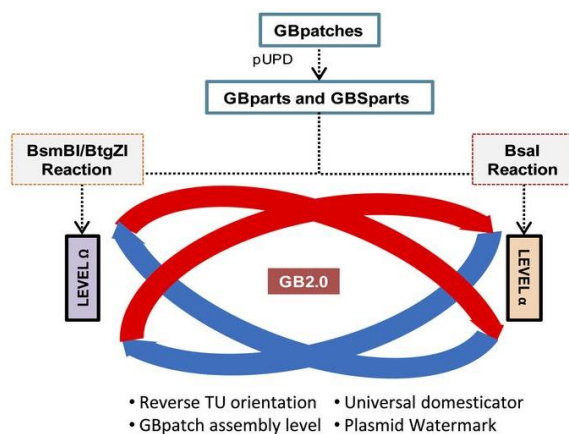 GBpatches
pUPD
GBparts and GBSparts
BsmBI/BtgZI
Reaction
BsaI
Reaction
LEVEL Ω
GB2.0
LEVEL α
• Reverse TU orientation
• Universal domesticator
• GBpatch assembly level
• Plasmid Watermark